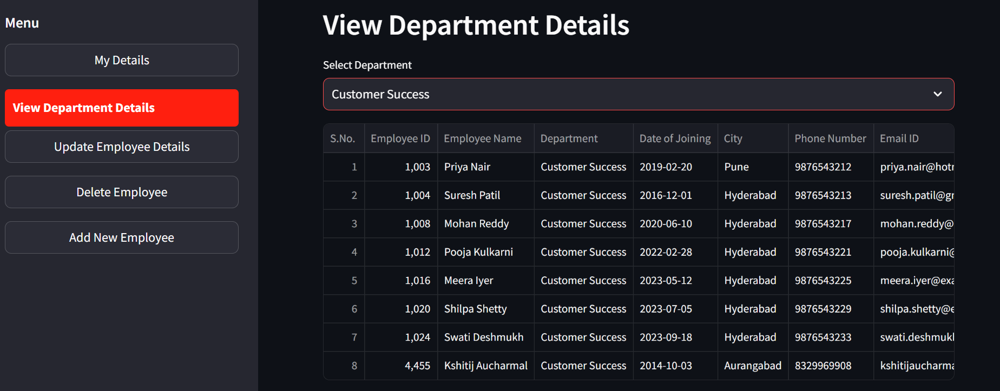 Menu
My Details
View Department Details
Update Employee Details
Delete Employee
Add New Employee
View Department Details
Select Department
Customer Success
S.No. Employee ID Employee Name Department Date of Joining City Phone Number Email ID
1 1,003 Priya Nair Customer Success 2019-02-20 Pune 9876543212 priya.nair@hotr
2 1,004 Suresh Patil Customer Success 2016-12-01 Hyderabad 9876543213 suresh.patil@gr
3 1,008 Mohan Reddy Customer Success 2020-06-10 Hyderabad 9876543217 mohan.reddy@
4 1,012 Pooja Kulkarni Customer Success 2022-02-28 Hyderabad 9876543221 pooja.kulkarni@
5 1,016 Meera Iyer Customer Success 2023-05-12 Hyderabad 9876543225 meera.iyer@exa
6 1,020 Shilpa Shetty Customer Success 2023-07-05 Hyderabad 9876543229 shilpa.shetty@e
7 1,024 Swati Deshmukh Customer Success 2023-09-18 Hyderabad 9876543233 swati.deshmukl
8 4,455 Kshitij Aucharmal Customer Success 2014-10-03 Aurangabad 8329969908 kshitijaucharma